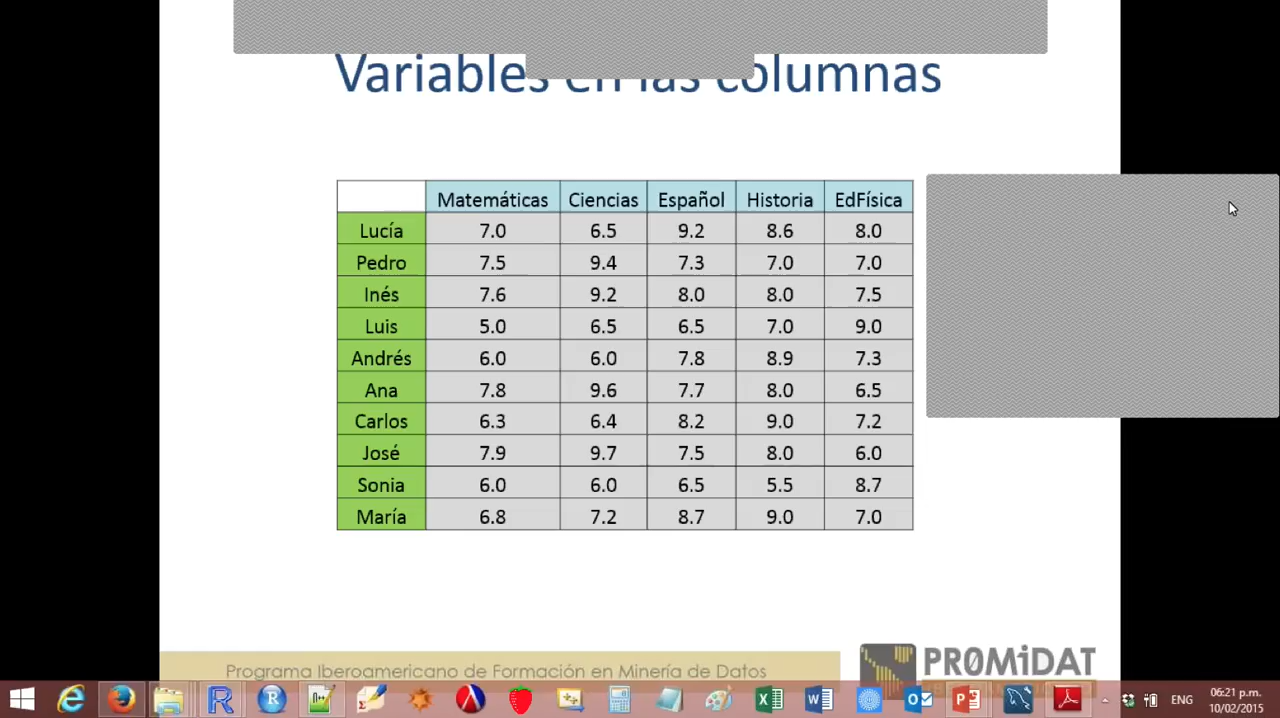 Variables en las columnas
Matemáticas Ciencias Español Historia EdFísica
Lucía 7.0 6.5 9.2 8.6 8.0
Pedro 7.5 9.4 7.3 7.0 7.0
Inés 7.6 9.2 8.0 8.0 7.5
Luis 5.0 6.5 6.5 7.0 9.0
Andrés 6.0 6.0 7.8 8.9 7.3
Ana 7.8 9.6 7.7 8.0 6.5
Carlos 6.3 6.4 8.2 9.0 7.2
José 7.9 9.7 7.5 8.0 6.0
Sonia 6.0 6.0 6.5 5.5 8.7
María 6.8 7.2 8.7 9.0 7.0
Programa Iberoamericano de Formación en Minería de Datos
PR0MiDAT
ENG
06:21 p.m.
10/02/2015